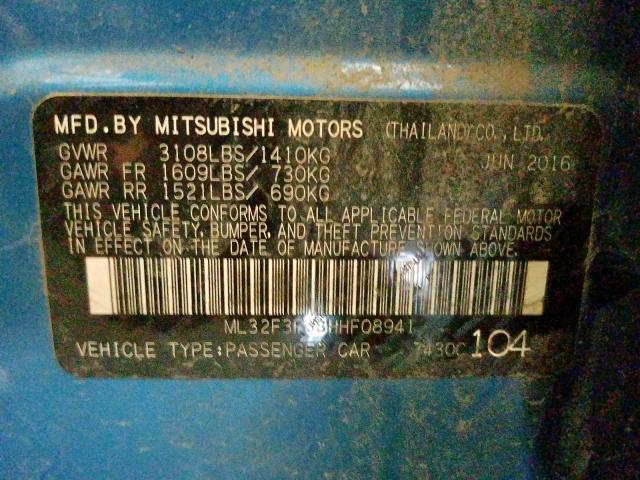 MFD.BY MITSUBISHI MOTORS (THAILAND)CO., LTD.
GVWR 3108LBS/1410KG JUN 2016
GAWR FR 1609LBS/ 730KG
GAWR RR 1521LBS/ 690KG
THIS VEHICLE CONFORMS TO ALL APPLICABLE FEDERAL MOTOR
VEHICLE SAFETY, BUMPER, AND THEFT PREVENTION STANDARDS
IN EFFECT ON THE DATE OF MANUFACTURE SHOWN ABOVE.
VEHICLE TYPE:PASSENGER CAR 7430C 104